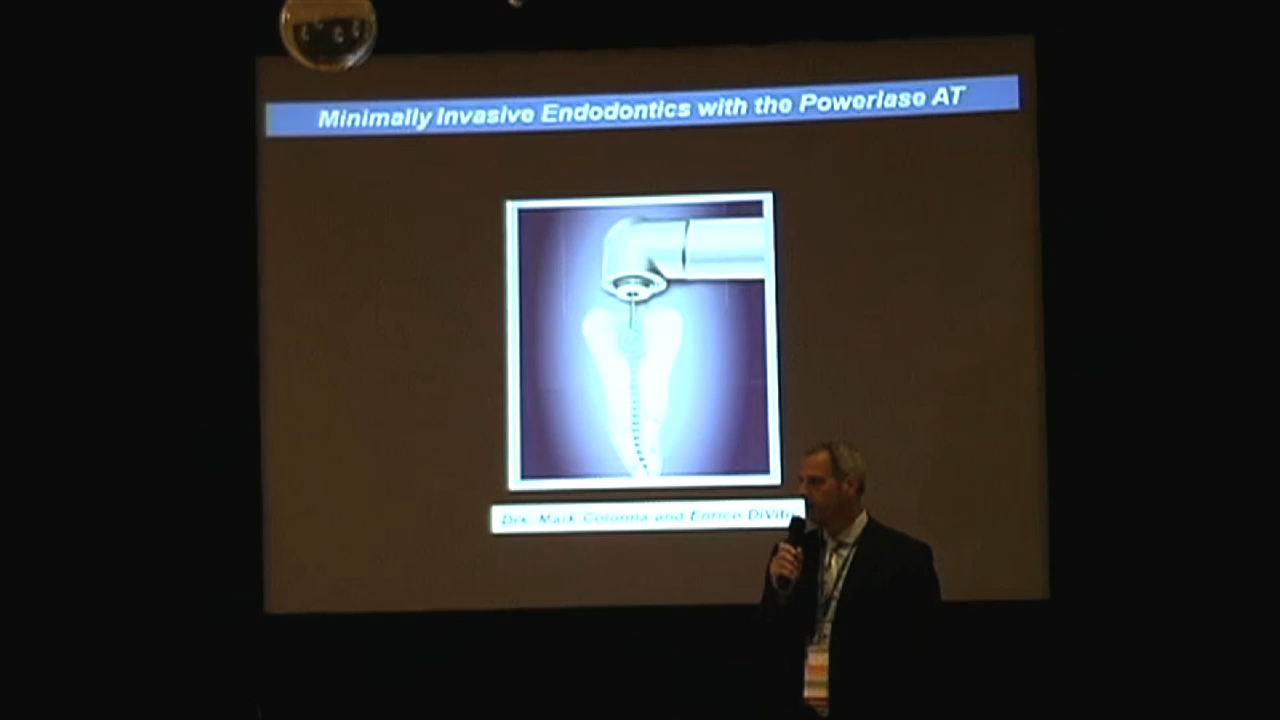 Minimally Invasive Endodontics with the Powerlase AT
Drs. Mark Colonna and Enrico DiVito